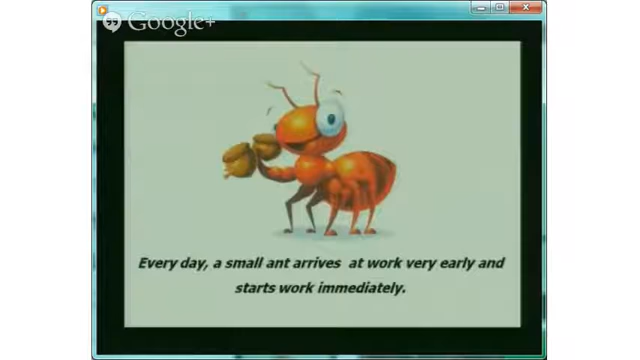 Google+
Every day, a small ant arrives at work very early and
starts work immediately.